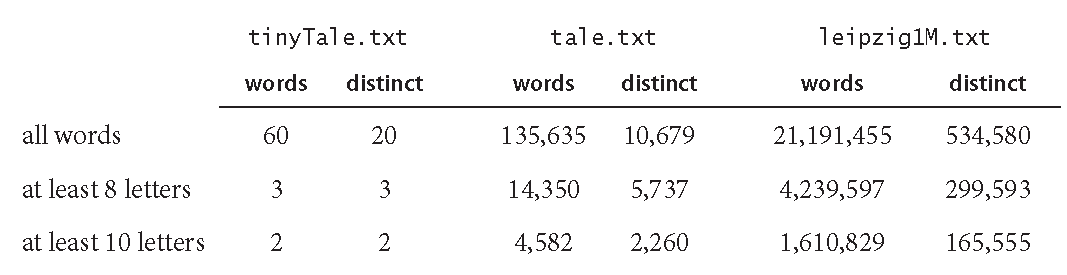 tinyTale.txt tale.txt leipzig1M.txt
words distinct words distinct words distinct
all words 60 20 135,635 10,679 21,191,455 534,580
at least 8 letters 3 3 14,350 5,737 4,239,597 299,593
at least 10 letters 2 2 4,582 2,260 1,610,829 165,555